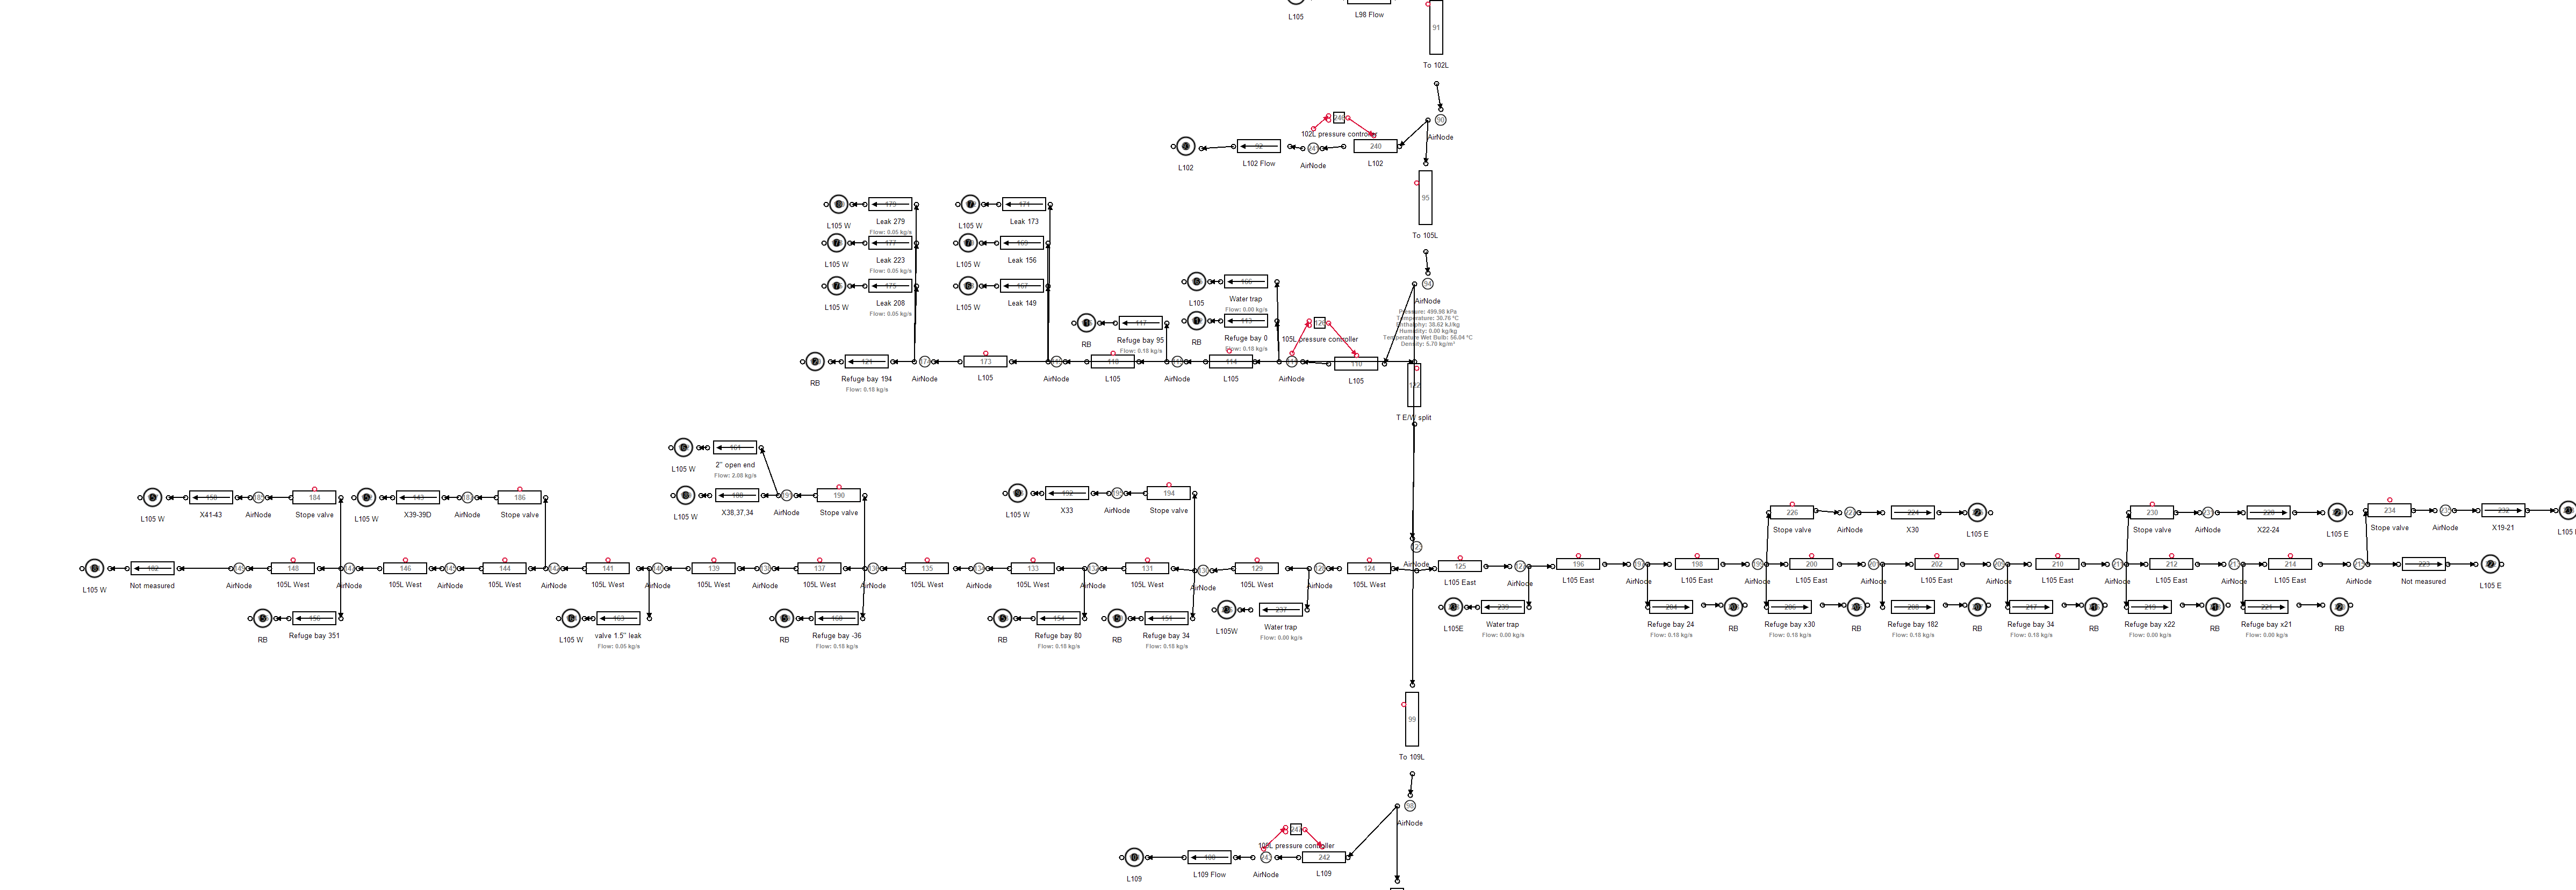 L105
L98 Flow
91
To 102L
90
AirNode
102L pressure controller
L102
92
L102 Flow
AirNode
240
L102
95
To 105L
94
AirNode
Pressure: 499.98 kPa
Temperature: 30.76 °C
Enthalphy: 38.62 kJ/kg
Humidity: 0.00 kg/kg
Temperature Wet Bulb: 56.04 °C
Density: 5.70 kg/m³
179
L105 W
Leak 279
Flow: 0.05 kg/s
171
L105 W
Leak 173
177
L105 W
Leak 223
Flow: 0.05 kg/s
169
L105 W
Leak 156
175
L105 W
Leak 208
Flow: 0.05 kg/s
167
L105 W
Leak 149
166
L105
Water trap
Flow: 0.00 kg/s
117
RB
Refuge bay 95
Flow: 0.18 kg/s
113
RB
Refuge bay 0
Flow: 0.18 kg/s
105L pressure controller
121
RB
Refuge bay 194
Flow: 0.18 kg/s
AirNode
173
L105
AirNode
118
L105
AirNode
114
L105
AirNode
110
L105
122
T E/W split
161
L105 W
2" open end
Flow: 2.08 kg/s
150
L105 W
X41-43
AirNode
184
Stope valve
143
L105 W
X39-39D
AirNode
186
Stope valve
188
L105 W
X38,37,34
AirNode
190
Stope valve
192
L105 W
X33
AirNode
194
Stope valve
226
Stope valve
AirNode
224
X30
L105 E
230
Stope valve
AirNode
228
X22-24
L105 E
234
Stope valve
AirNode
232
X19-21
182
L105 W
Not measured
AirNode
148
105L West
AirNode
146
105L West
AirNode
144
105L West
AirNode
141
105L West
AirNode
139
105L West
AirNode
137
105L West
AirNode
135
105L West
AirNode
133
105L West
AirNode
131
105L West
AirNode
129
105L West
AirNode
124
105L West
AirNode
125
L105 East
AirNode
196
L105 East
AirNode
198
L105 East
AirNode
200
L105 East
AirNode
202
L105 East
AirNode
210
L105 East
AirNode
212
L105 East
AirNode
214
L105 East
AirNode
223
Not measured
L105 E
156
RB
Refuge bay 351
163
L105 W
valve 1.5" leak
Flow: 0.05 kg/s
160
RB
Refuge bay -36
Flow: 0.18 kg/s
154
RB
Refuge bay 80
Flow: 0.18 kg/s
151
RB
Refuge bay 34
Flow: 0.18 kg/s
237
L105W
Water trap
Flow: 0.00 kg/s
239
L105E
Water trap
Flow: 0.00 kg/s
204
Refuge bay 24
Flow: 0.18 kg/s
RB
206
Refuge bay x30
Flow: 0.18 kg/s
RB
208
Refuge bay 182
Flow: 0.18 kg/s
RB
217
Refuge bay 34
Flow: 0.18 kg/s
RB
219
Refuge bay x22
Flow: 0.00 kg/s
RB
221
Refuge bay x21
Flow: 0.00 kg/s
RB
99
To 109L
98
AirNode
109L pressure controller
L109
100
L109 Flow
AirNode
242
L109